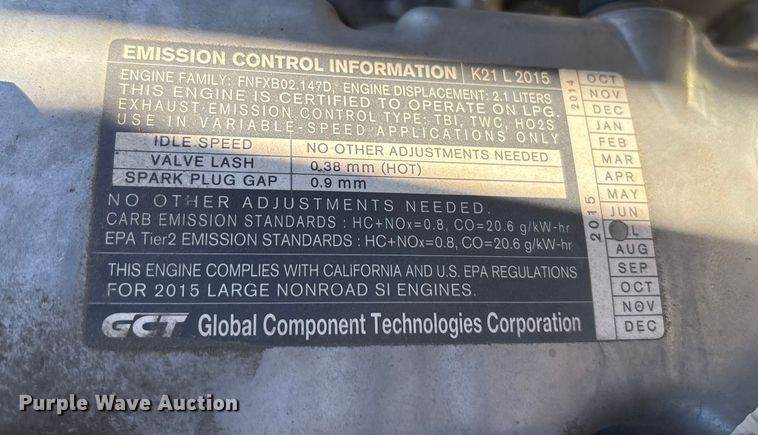 EMISSION CONTROL INFORMATION K21 L 2015
ENGINE FAMILY: FNFXB02.147D, ENGINE DISPLACEMENT: 2.1 LITERS
THIS ENGINE IS CERTIFIED TO OPERATE ON LPG.
EXHAUST EMISSION CONTROL TYPE: TBI, TWC, HO2S
USE IN VARIABLE-SPEED APPLICATIONS ONLY
IDLE SPEED NO OTHER ADJUSTMENTS NEEDED
VALVE LASH 0.38 mm (HOT)
SPARK PLUG GAP 0.9 mm
NO OTHER ADJUSTMENTS NEEDED.
CARB EMISSION STANDARDS : HC+NOx=0.8, CO=20.6 g/kW-hr
EPA Tier2 EMISSION STANDARDS : HC+NOx=0.8, CO=20.6 g/kW-hr
THIS ENGINE COMPLIES WITH CALIFORNIA AND U.S. EPA REGULATIONS
FOR 2015 LARGE NONROAD SI ENGINES.
GCT Global Component Technologies Corporation
2014
OCT
NOV
DEC
2015
JAN
FEB
MAR
APR
MAY
JUN
AUG
SEP
OCT
NOV
DEC
Purple Wave Auction